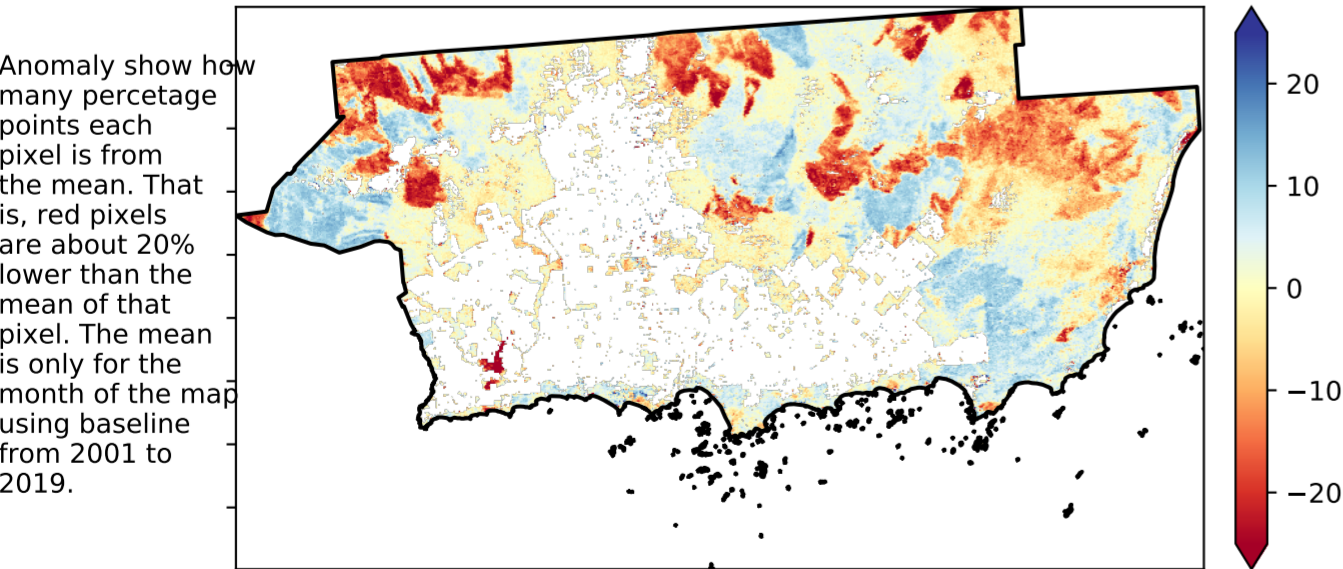 Anomaly show how
many percetage
points each
pixel is from
the mean. That
is, red pixels
are about 20%
lower than the
mean of that
pixel. The mean
is only for the
month of the map
using baseline
from 2001 to
2019.
20
10
0
−10
−20